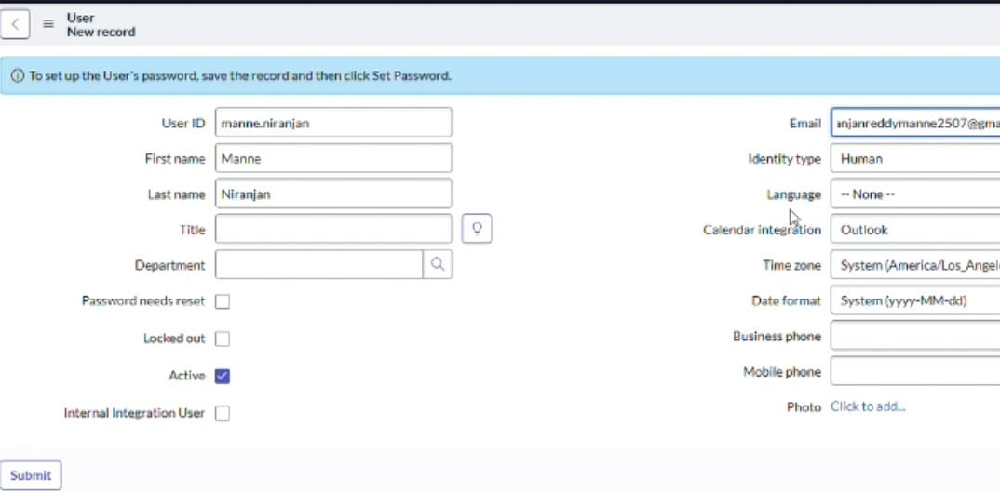 User
New record
To set up the User's password, save the record and then click Set Password.
User ID manne.niranjan
First name Manne
Last name Niranjan
Title
Department
Password needs reset
Locked out
Active
Internal Integration User
Email anjanreddymanne2507@gma
Identity type Human
Language -- None --
Calendar integration Outlook
Time zone System (America/Los_Angel
Date format System (yyyy-MM-dd)
Business phone
Mobile phone
Photo Click to add...
Submit